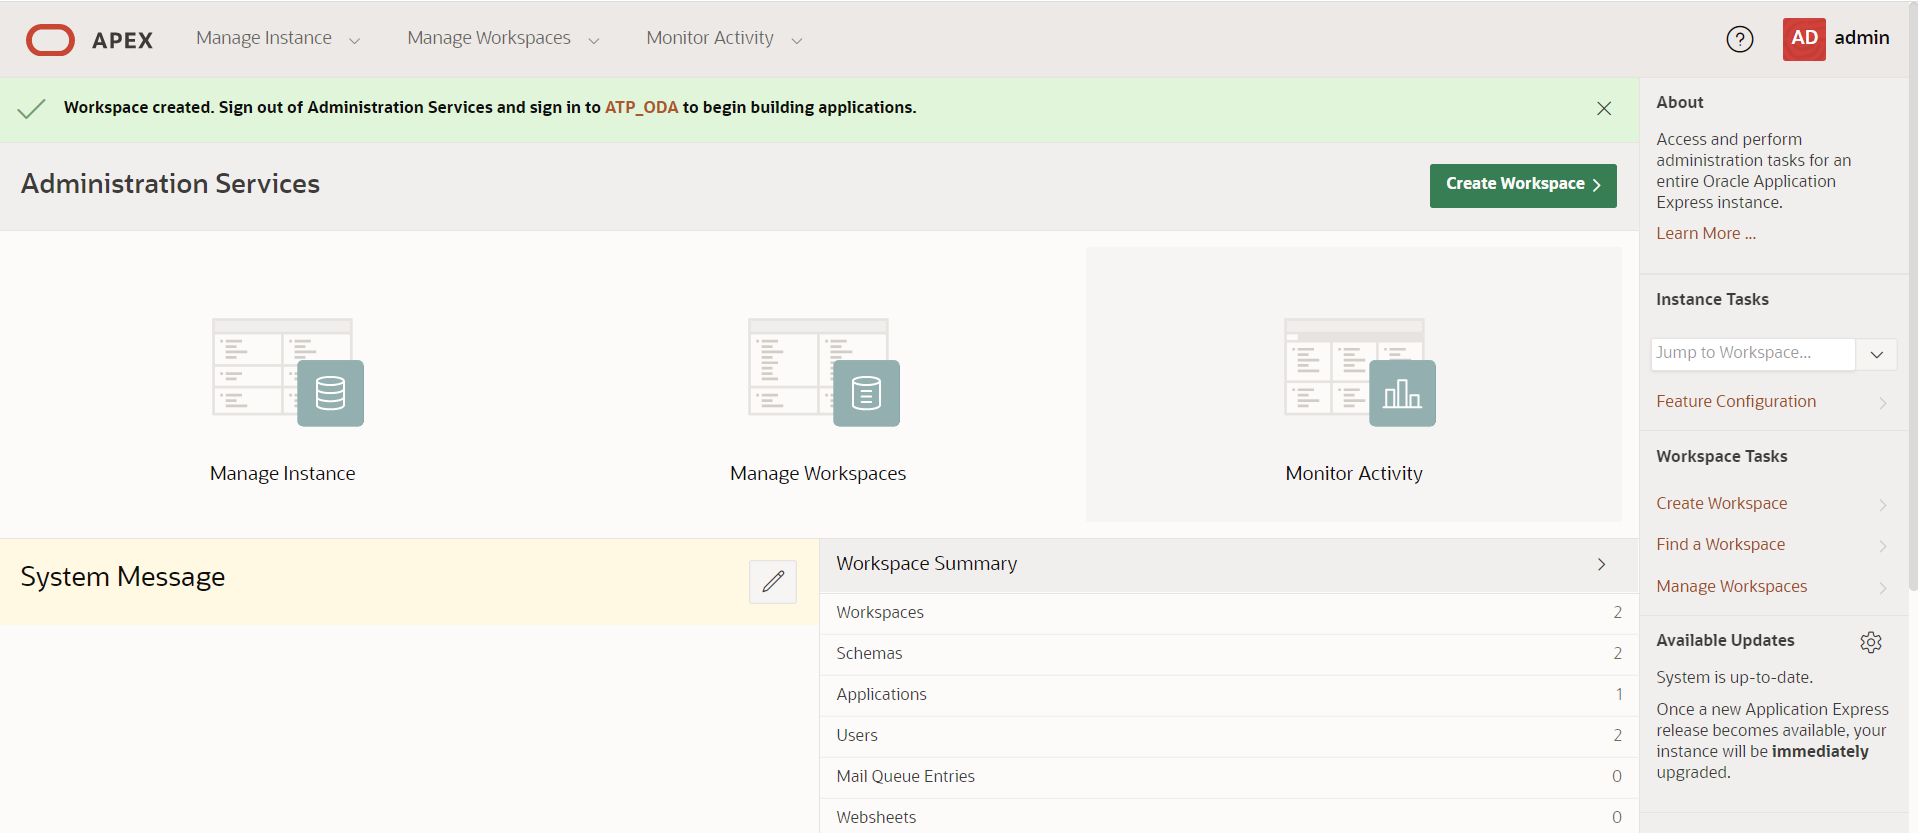 APEX
Manage Instance
Manage Workspaces
Monitor Activity
?
AD
admin
Workspace created. Sign out of Administration Services and sign in to ATP_ODA to begin building applications.
Administration Services
Create Workspace
Manage Instance
Manage Workspaces
Monitor Activity
System Message
Workspace Summary
Workspaces 2
Schemas 2
Applications 1
Users 2
Mail Queue Entries 0
Websheets 0
About
Access and perform
administration tasks for an
entire Oracle Application
Express instance.
Learn More ...
Instance Tasks
Jump to Workspace...
Feature Configuration
Workspace Tasks
Create Workspace
Find a Workspace
Manage Workspaces
Available Updates
System is up-to-date.
Once a new Application Express
release becomes available, your
instance will be immediately
upgraded.